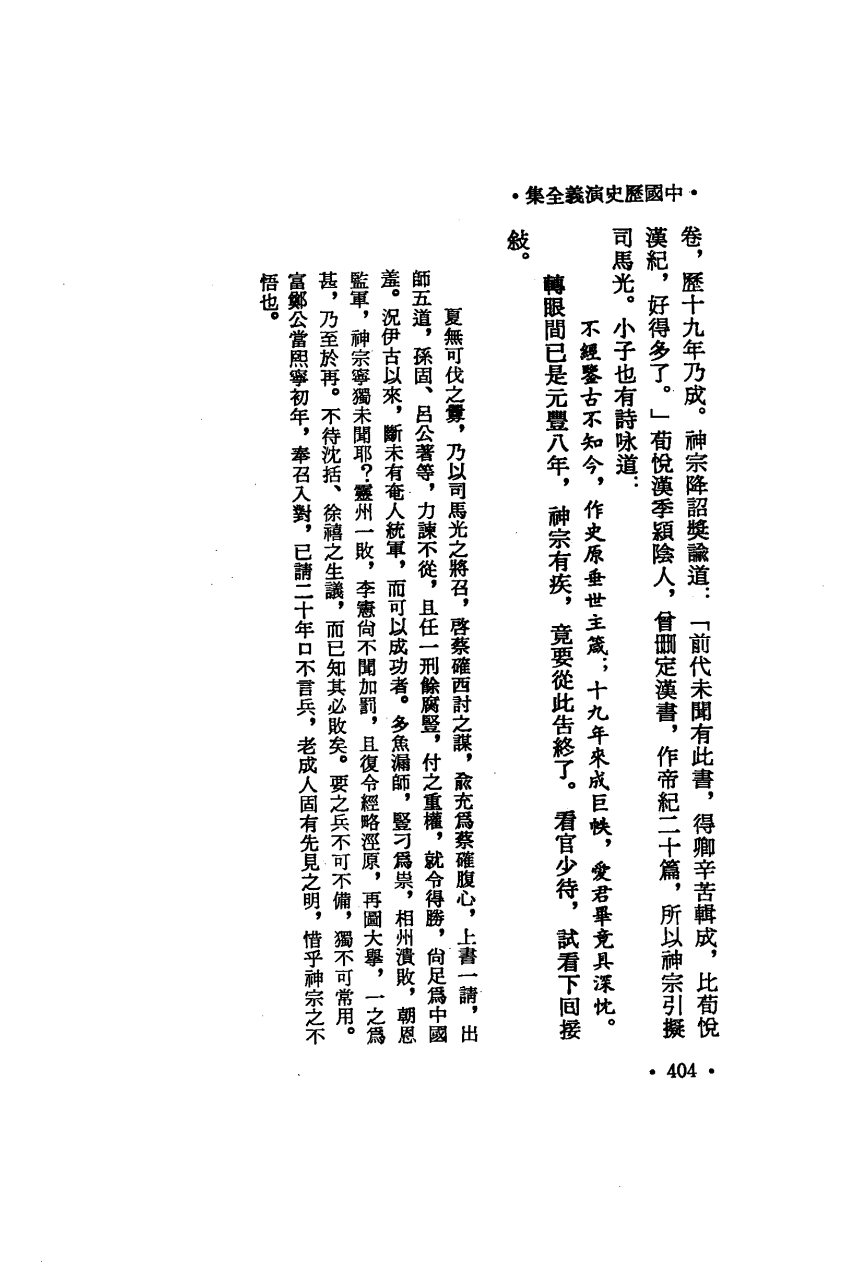 •中國歷史演義全集•
卷，歷十九年乃成。神宗降詔獎諭道：「前代未聞有此書，得卿辛苦輯成，比荀悅
漢紀，好得多了。」荀悅漢季潁陰人，曾刪定漢書，作帝紀二十篇，所以神宗引擬
司馬光。小子也有詩咏道：
不經鑒古不知今，作史原垂世主箴；十九年來成巨帙，愛君畢竟具深忱。
轉眼間已是元豐八年，神宗有疾，竟要從此告終了。看官少待，試看下回接
敍。
夏無可伐之釁，乃以司馬光之將召，啓蔡確西討之謀，兪充爲蔡確腹心，上書一請，出
師五道，孫固、呂公著等，力諫不從，且任一刑餘腐豎，付之重權，就令得勝，尙足爲中國
羞。況伊古以來，斷未有奄人統軍，而可以成功者。多魚漏師，豎刁爲祟，相州潰敗，朝恩
監軍，神宗寧獨未聞耶？靈州一敗，李憲尙不聞加罰，且復令經略涇原，再圖大擧，一之爲
甚，乃至於再。不待沈括、徐禧之生議，而已知其必敗矣。要之兵不可不備，獨不可常用。
富鄭公當熙寧初年，奉召入對，已請二十年口不言兵，老成人固有先見之明，惜乎神宗之不
悟也。
•404•